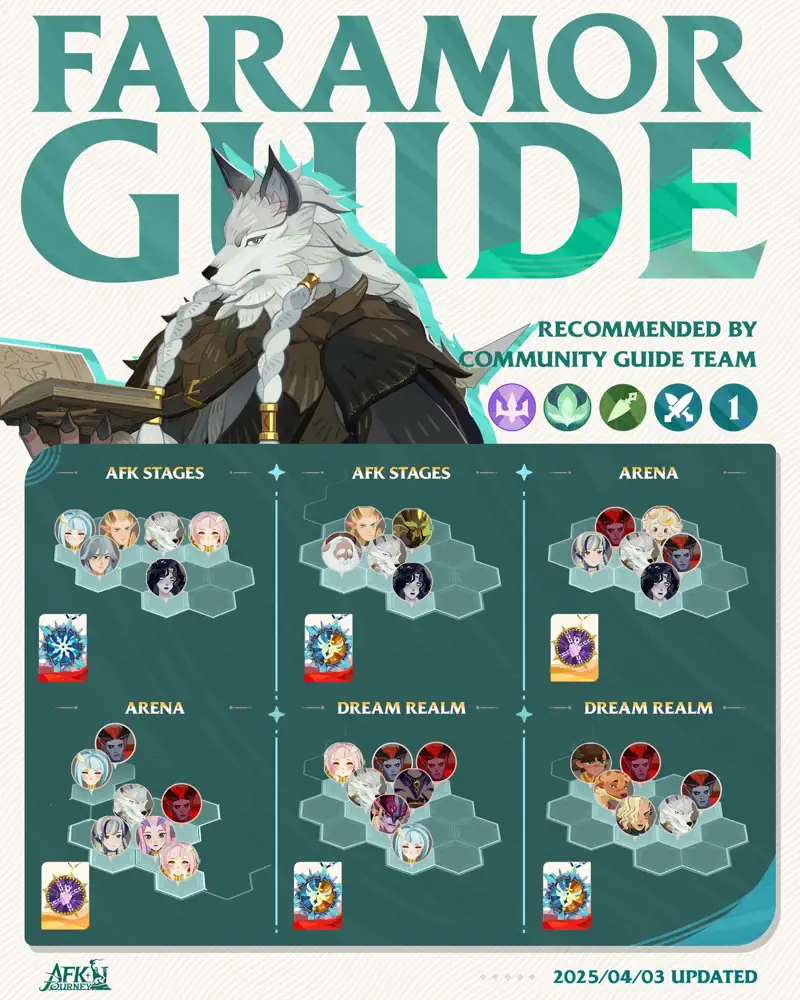 FARAMOR
GUIDE
RECOMMENDED BY
COMMUNITY GUIDE TEAM
1
AFK STAGES
AFK STAGES
ARENA
ARENA
DREAM REALM
DREAM REALM
AFK
JOURNEY
2025/04/03 UPDATED